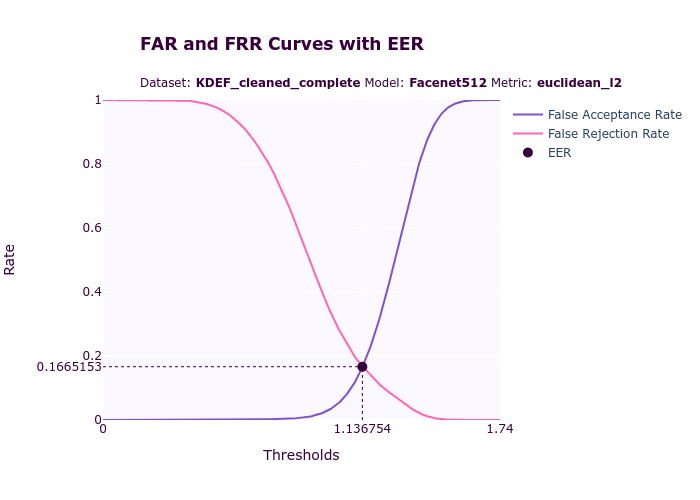 FAR and FRR Curves with EER
Dataset: KDEF_cleaned_complete Model: Facenet512 Metric: euclidean_l2
1
0.8
0.6
0.4
0.2
0.1665153
0
0
1.136754
1.74
Rate
Thresholds
False Acceptance Rate
False Rejection Rate
EER